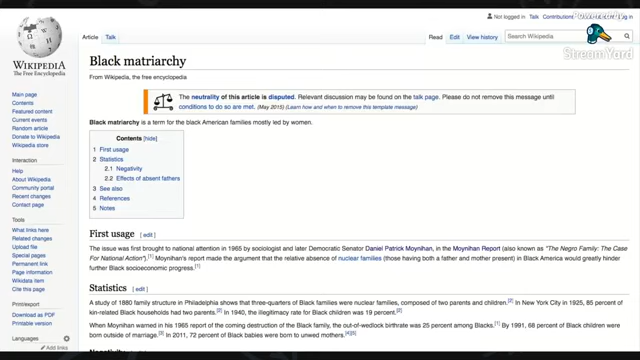 Not logged in Talk Contributions
Powered by
StreamYard
WIKIPEDIA
The Free Encyclopedia
Article Talk Read Edit View history Search Wikipedia
Black matriarchy
From Wikipedia, the free encyclopedia
The neutrality of this article is disputed. Relevant discussion may be found on the talk page. Please do not remove this message until
conditions to do so are met. (May 2015) (Learn how and when to remove this template message)
Black matriarchy is a term for the black American families mostly led by women.
Contents [hide]
1 First usage
2 Statistics
2.1 Negativity
2.2 Effects of absent fathers
3 See also
4 References
5 Notes
First usage [ edit ]
The issue was first brought to national attention in 1965 by sociologist and later Democratic Senator Daniel Patrick Moynihan, in the Moynihan Report (also known as "The Negro Family: The Case
For National Action").[1] Moynihan's report made the argument that the relative absence of nuclear families (those having both a father and mother present) in Black America would greatly hinder
further Black socioeconomic progress.[1]
Statistics [ edit ]
A study of 1880 family structure in Philadelphia shows that three-quarters of Black families were nuclear families, composed of two parents and children.[2] In New York City in 1925, 85 percent of
kin-related Black households had two parents.[2] In 1940, the illegitimacy rate for Black children was 19 percent.
When Moynihan warned in his 1965 report of the coming destruction of the Black family, the out-of-wedlock birthrate was 25 percent among Blacks.[1] By 1991, 68 percent of Black children were
born outside of marriage.[3] In 2011, 72 percent of Black babies were born to unwed mothers.[4][5]
Main page
Contents
Featured content
Current events
Random article
Donate to Wikipedia
Wikipedia store
Interaction
Help
About Wikipedia
Community portal
Recent changes
Contact page
Tools
What links here
Related changes
Upload file
Special pages
Permanent link
Page information
Wikidata item
Cite this page
Print/export
Download as PDF
Printable version
Languages
Add links